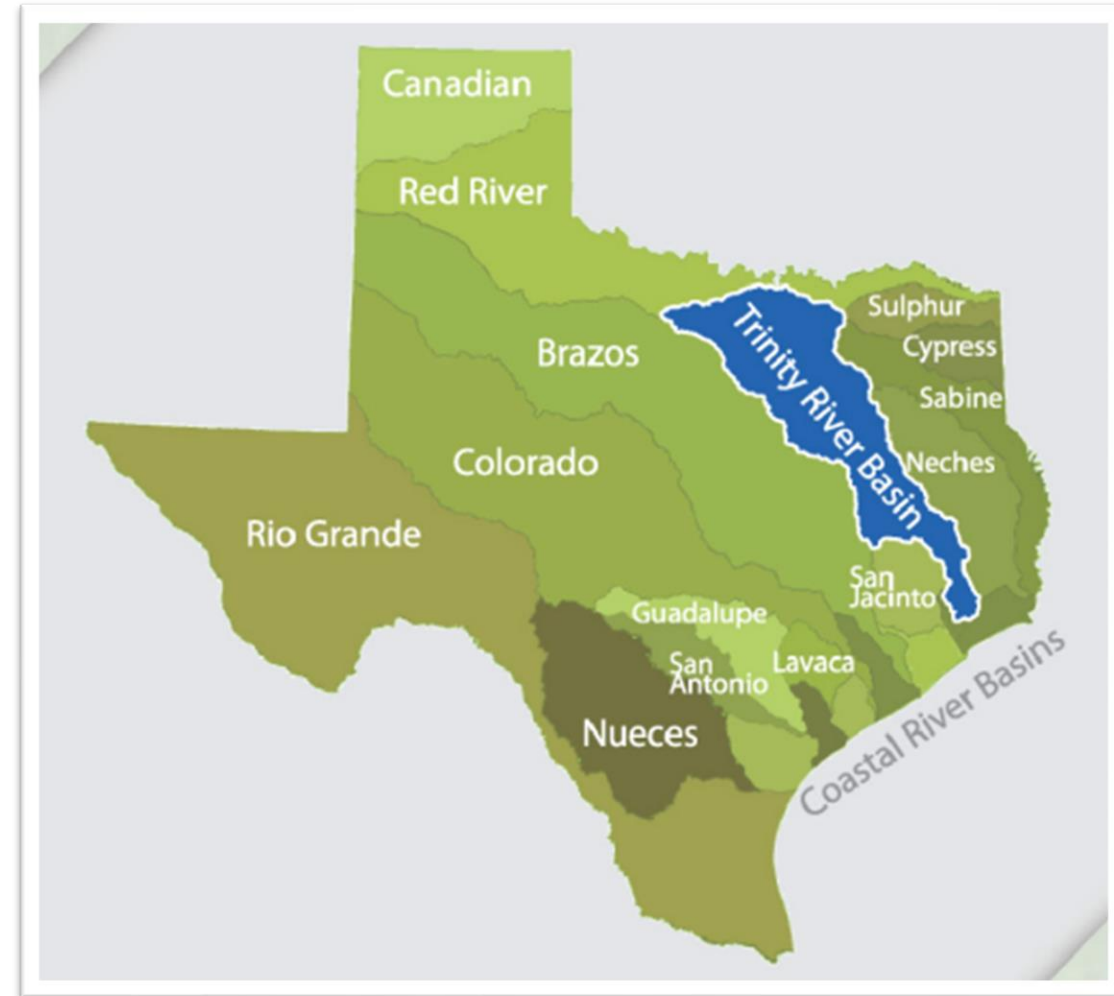 Canadian
Red River
Sulphur
Cypress
Brazos
Trinity River Basin
Sabine
Colorado
Neches
Rio Grande
San
Jacinto
Guadalupe
San
Antonio
Lavaca
Nueces
Coastal River Basins